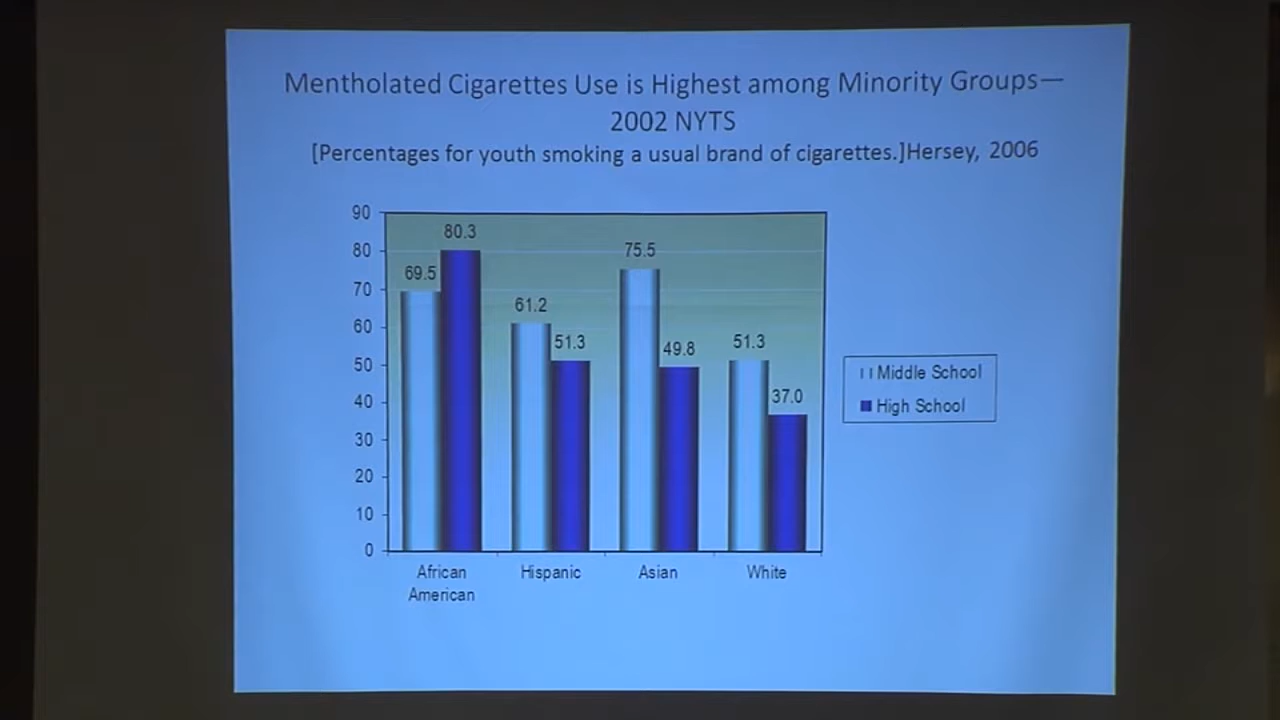 Mentholated Cigarettes Use is Highest among Minority Groups—
2002 NYTS
[Percentages for youth smoking a usual brand of cigarettes.]Hersey, 2006
90
80
70
60
50
40
30
20
10
0
69.5
80.3
61.2
51.3
75.5
49.8
51.3
37.0
African
American
Hispanic
Asian
White
Middle School
High School